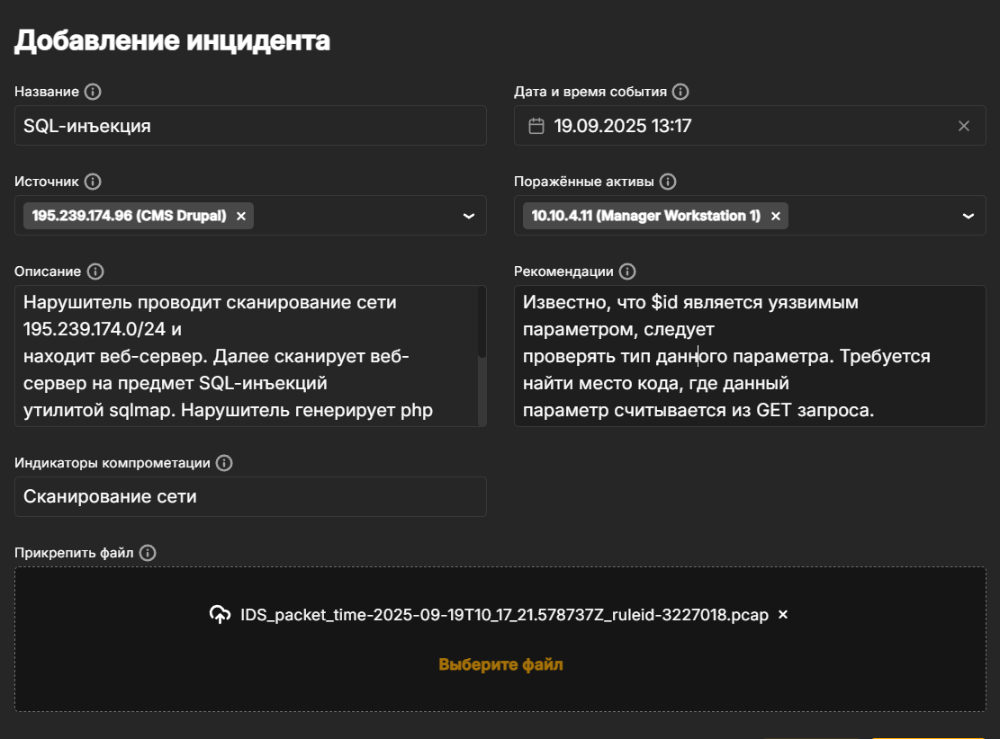 Добавление инцидента
Название
Дата и время события
SQL-инъекция
19.09.2025 13:17
Источник
Поражённые активы
195.239.174.96 (CMS Drupal)
10.10.4.11 (Manager Workstation 1)
Описание
Рекомендации
Нарушитель проводит сканирование сети
195.239.174.0/24 и
находит веб-сервер. Далее сканирует веб-
сервер на предмет SQL-инъекций
утилитой sqlmap. Нарушитель генерирует php
Известно, что $id является уязвимым
параметром, следует
проверять тип данного параметра. Требуется
найти место кода, где данный
параметр считывается из GET запроса.
Индикаторы компрометации
Сканирование сети
Прикрепить файл
IDS_packet_time-2025-09-19T10_17_21.578737Z_ruleid-3227018.pcap
Выберите файл